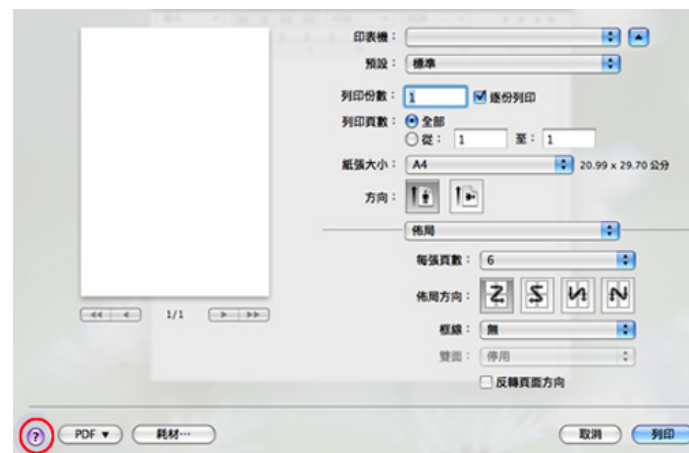 印表機：
預設： 標準
列印份數： 1 逐份列印
列印頁數： 全部
從： 1 至： 1
紙張大小： A4 20.99 x 29.70 公分
方向：
佈局
每張頁數： 6
佈局方向：
1/1
框線： 無
雙面： 停用
反轉頁面方向
? PDF 耗材… 取消 列印